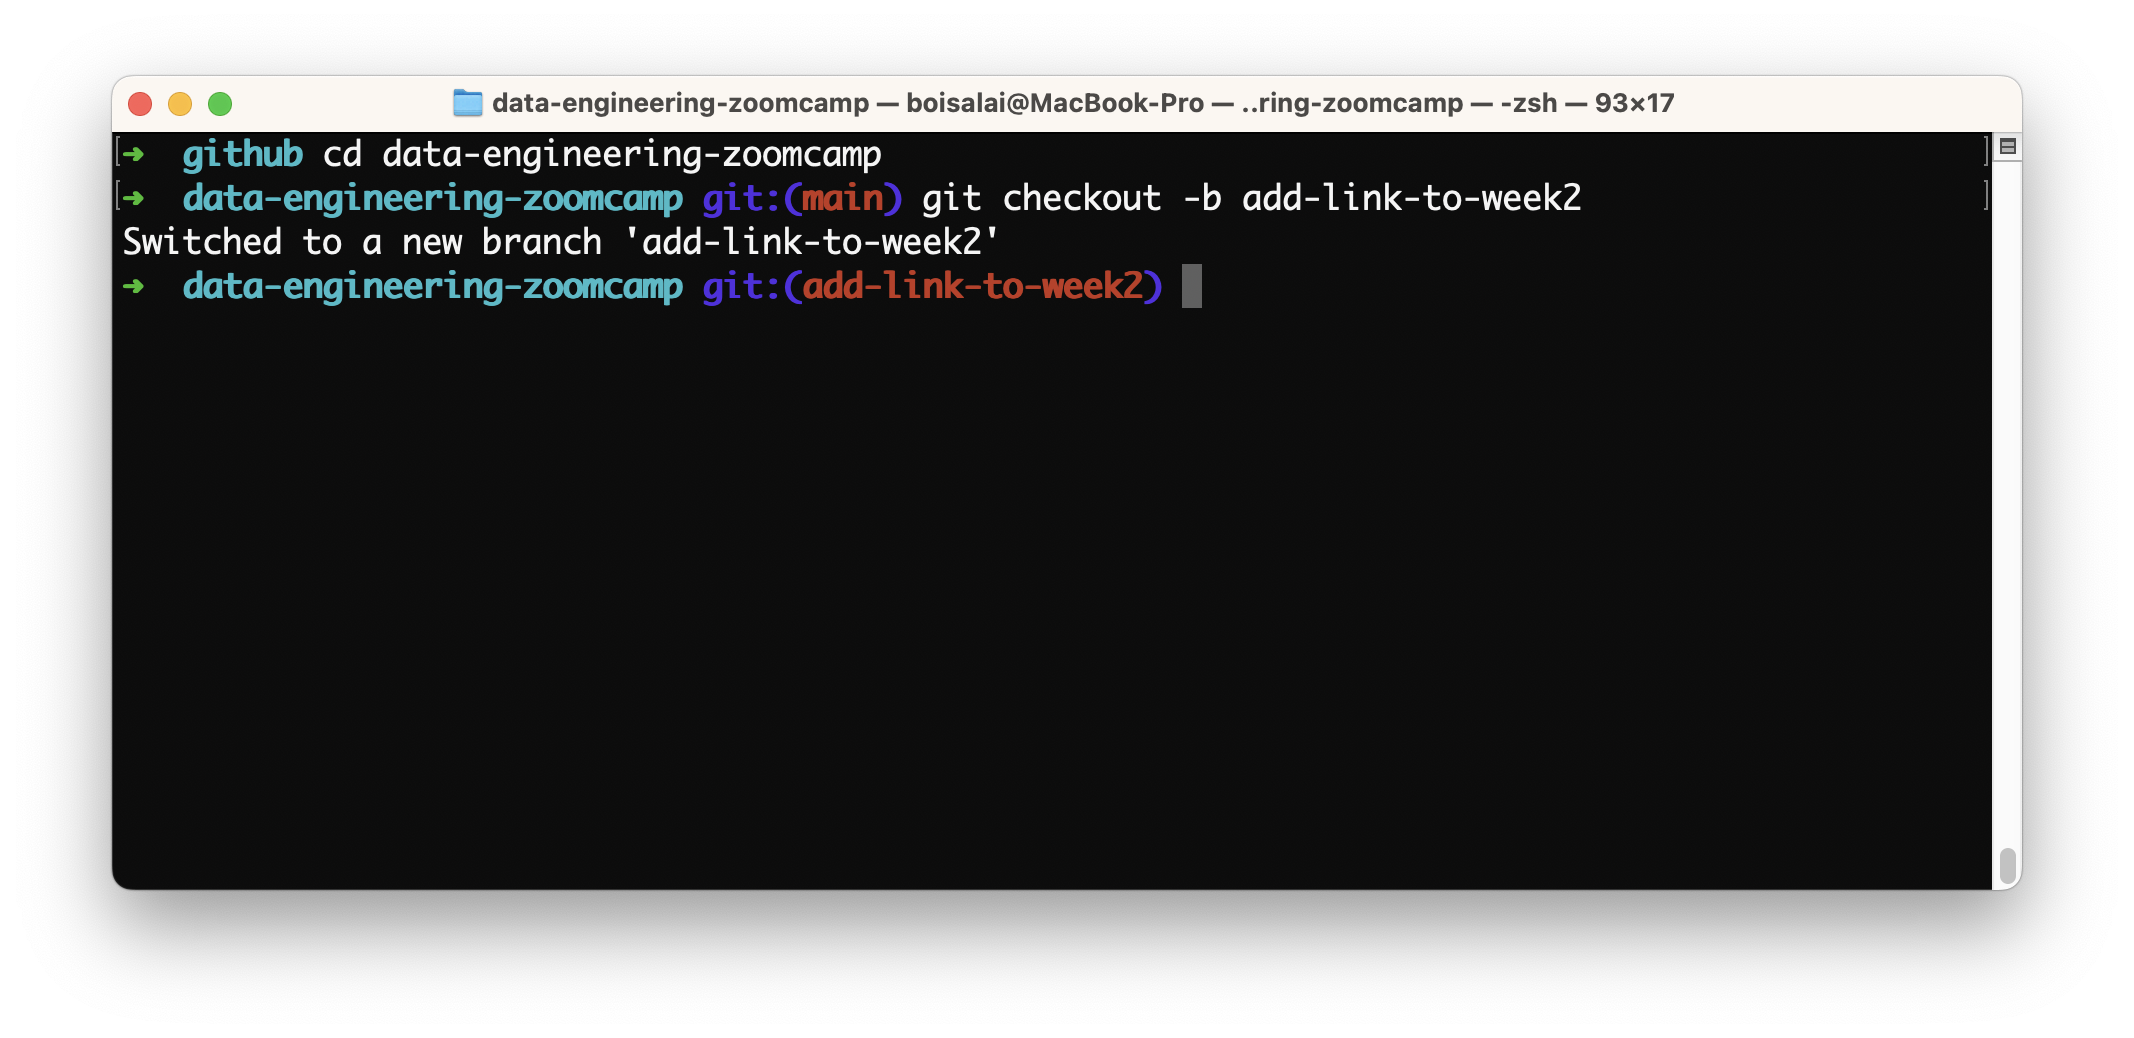 data-engineering-zoomcamp — boisalai@MacBook-Pro — ..ring-zoomcamp — -zsh — 93×17
[➜  github cd data-engineering-zoomcamp ]
[➜  data-engineering-zoomcamp git:(main) git checkout -b add-link-to-week2 ]
Switched to a new branch 'add-link-to-week2'
➜  data-engineering-zoomcamp git:(add-link-to-week2)